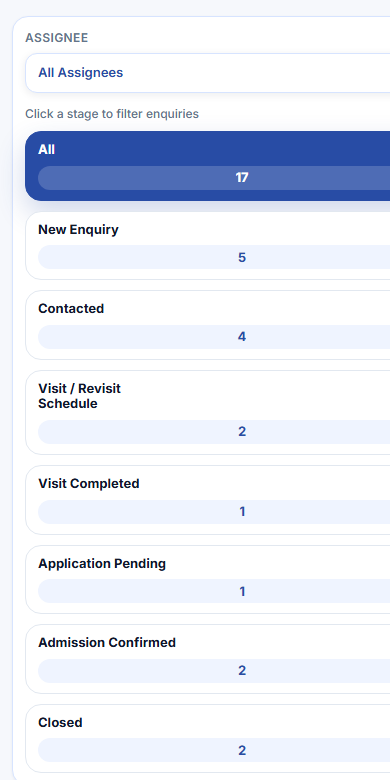 ASSIGNEE
All Assignees
Click a stage to filter enquiries
All
17
New Enquiry
5
Contacted
4
Visit / Revisit
Schedule
2
Visit Completed
1
Application Pending
1
Admission Confirmed
2
Closed
2